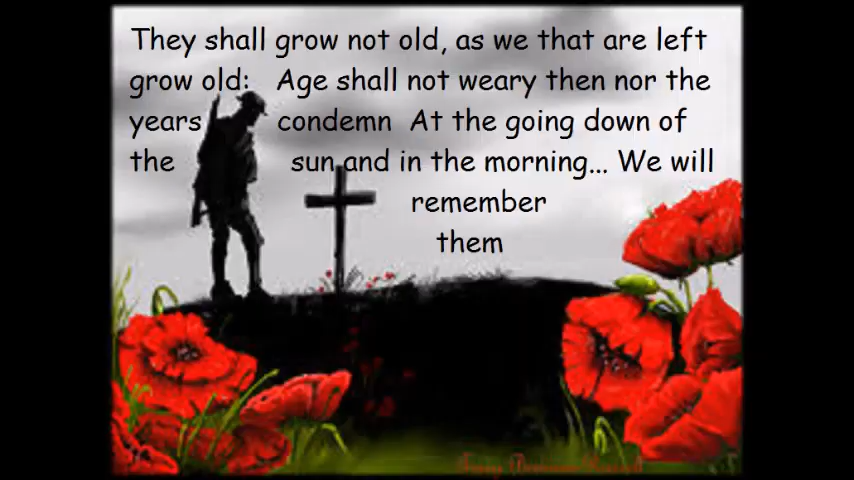 They shall grow not old, as we that are left
grow old: Age shall not weary then nor the
years condemn At the going down of
the sun and in the morning... We will
remember
them